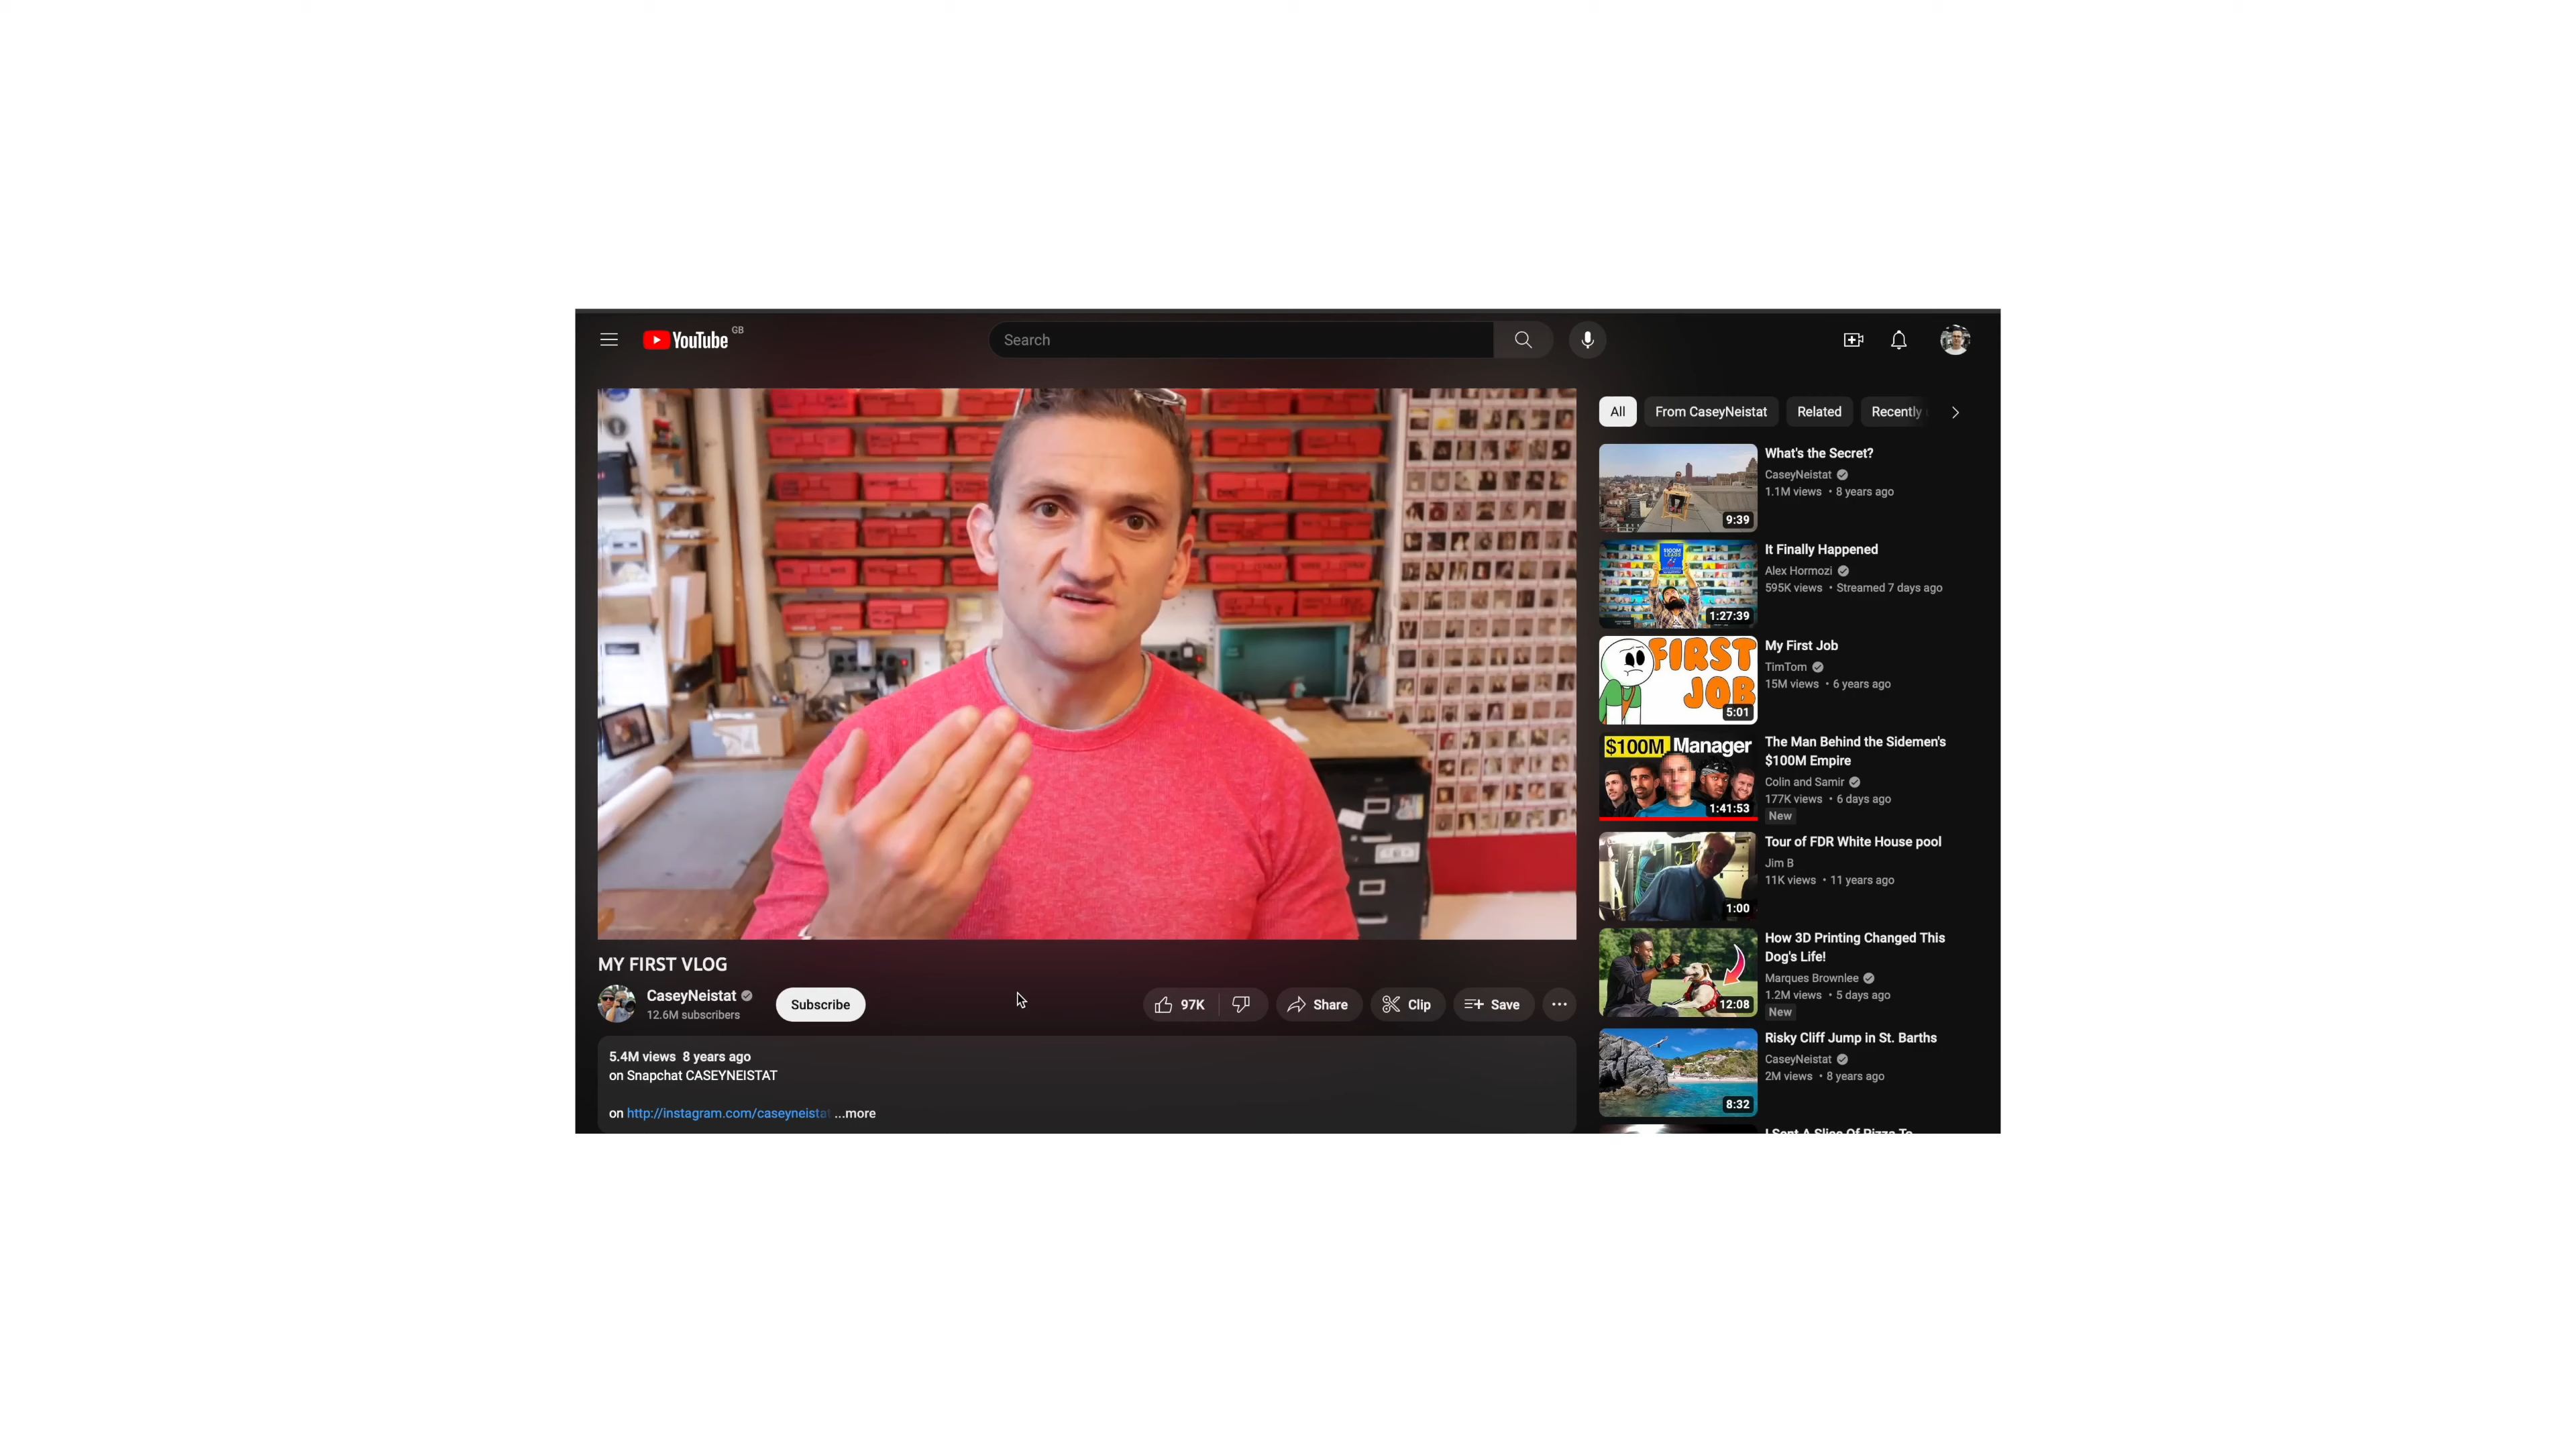 YouTube GB
Search
All
From CaseyNeistat
Related
Recently
What's the Secret?
CaseyNeistat
1.1M views • 8 years ago
9:39
It Finally Happened
Alex Hormozi
595K views • Streamed 7 days ago
$100M
LEADS
1:27:39
My First Job
TimTom
15M views • 6 years ago
FIRST
JOB
5:01
The Man Behind the Sidemen's
$100M Empire
Colin and Samir
177K views • 6 days ago
New
$100M Manager
1:41:53
Tour of FDR White House pool
Jim B
11K views • 11 years ago
1:00
How 3D Printing Changed This
Dog's Life!
Marques Brownlee
1.2M views • 5 days ago
New
12:08
Risky Cliff Jump in St. Barths
CaseyNeistat
2M views • 8 years ago
8:32
I Sent A Slice Of Pizza To
MY FIRST VLOG
CaseyNeistat
12.6M subscribers
Subscribe
97K
Share
Clip
Save
5.4M views 8 years ago
on Snapchat CASEYNEISTAT
on http://instagram.com/caseyneistat ...more